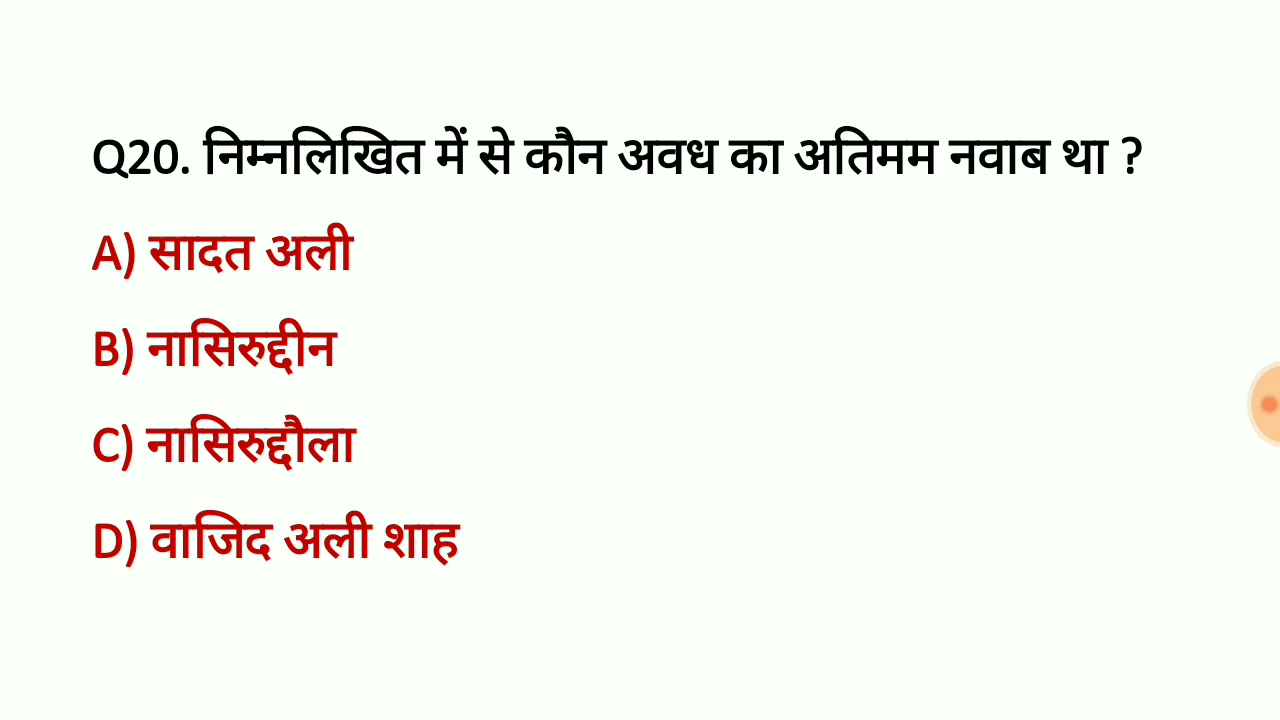 Q20. निम्नलिखित में से कौन अवध का अतिमम नवाब था ?
A) सादत अली
B) नासिरुद्दीन
C) नासिरुद्दौला
D) वाजिद अली शाह